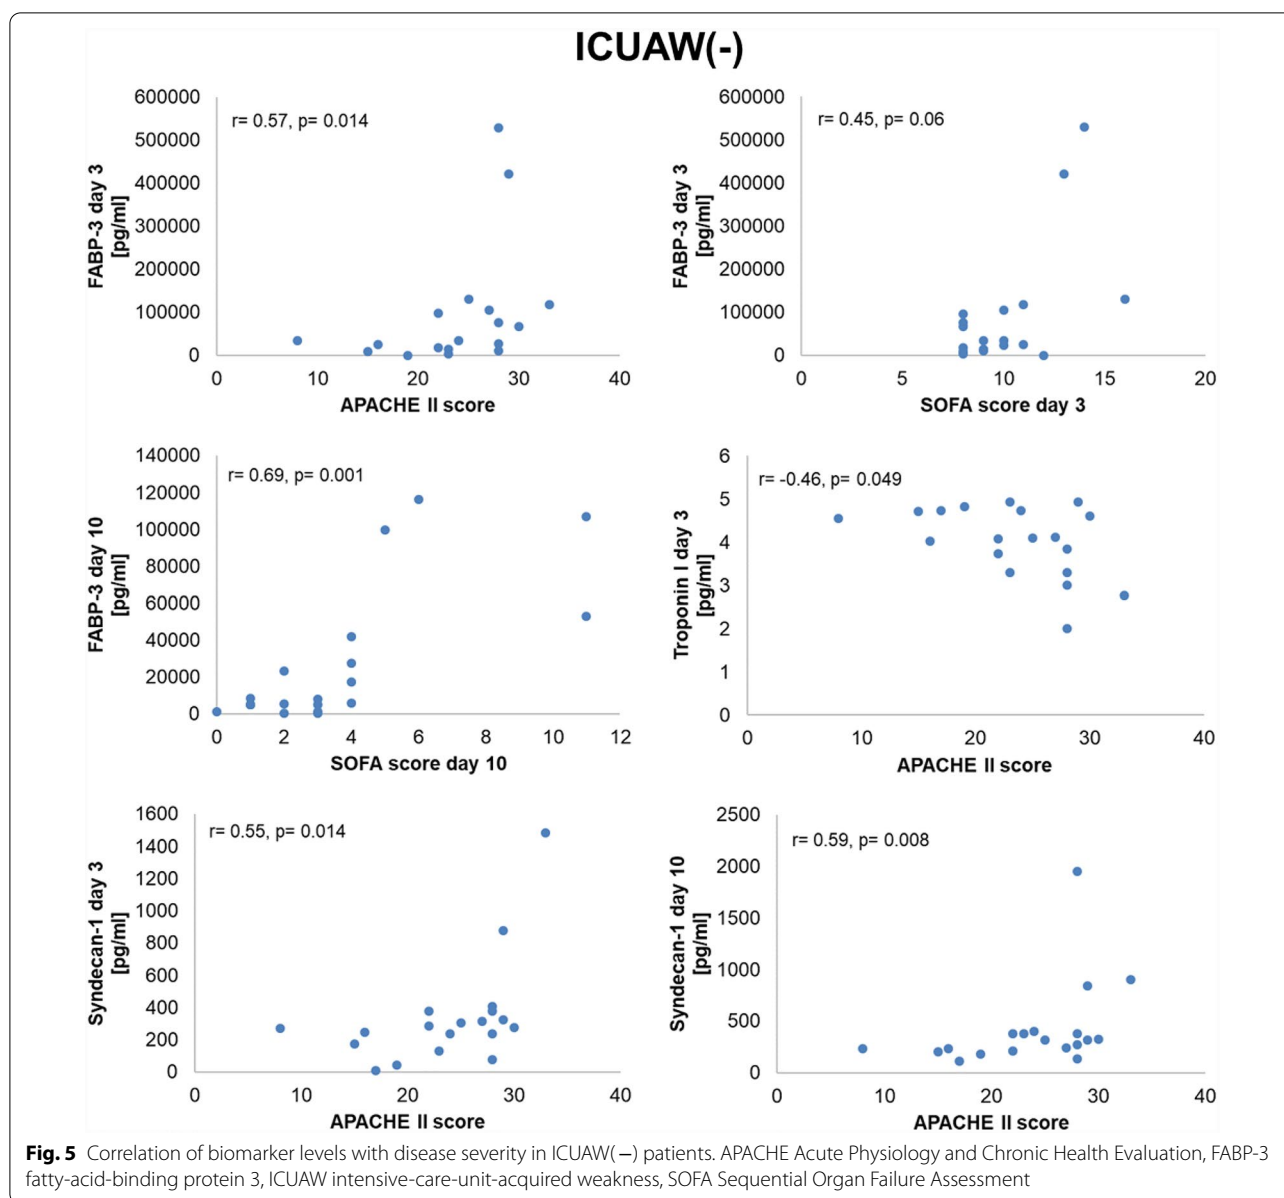 ICUAW(-)
r= 0.57, p= 0.014
FABP-3 day 3
[pg/ml]
600000
500000
400000
300000
200000
100000
0
0 10 20 30 40
APACHE II score
r= 0.45, p= 0.06
FABP-3 day 3
[pg/ml]
600000
500000
400000
300000
200000
100000
0
0 5 10 15 20
SOFA score day 3
r= 0.69, p= 0.001
FABP-3 day 10
[pg/ml]
140000
120000
100000
80000
60000
40000
20000
0
0 2 4 6 8 10 12
SOFA score day 10
r= -0.46, p= 0.049
Troponin I day 3
[pg/ml]
6
5
4
3
2
1
0
0 10 20 30 40
APACHE II score
r= 0.55, p= 0.014
Syndecan-1 day 3
[pg/ml]
1600
1400
1200
1000
800
600
400
200
0
0 10 20 30 40
APACHE II score
r= 0.59, p= 0.008
Syndecan-1 day 10
[pg/ml]
2500
2000
1500
1000
500
0
0 10 20 30 40
APACHE II score
Fig. 5 Correlation of biomarker levels with disease severity in ICUAW(−) patients. APACHE Acute Physiology and Chronic Health Evaluation, FABP-3
fatty-acid-binding protein 3, ICUAW intensive-care-unit-acquired weakness, SOFA Sequential Organ Failure Assessment